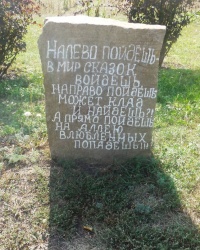 НАЛЕВО ПОЙДЕШЬ
В МИР СКАЗОК
ВОЙДЕШЬ
НАПРАВО ПОЙДЕШЬ
МОЖЕТ КЛАД
И НАЙДЕШЬ?!
А ПРЯМО ПОЙДЕШЬ
НА АЛЛЕЮ
ВЛЮБЛЕННЫХ
ПОПАДЕШЬ!!!